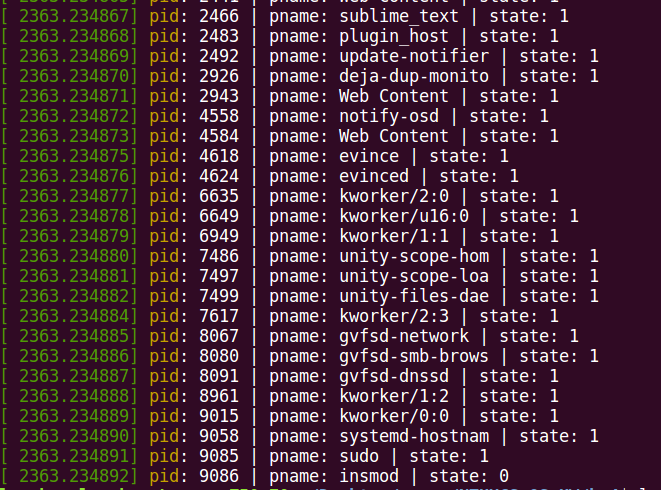 [ 2363.234867] pid: 2466 | pname: sublime_text | state: 1
[ 2363.234868] pid: 2483 | pname: plugin_host | state: 1
[ 2363.234869] pid: 2492 | pname: update-notifier | state: 1
[ 2363.234870] pid: 2926 | pname: deja-dup-monito | state: 1
[ 2363.234871] pid: 2943 | pname: Web Content | state: 1
[ 2363.234872] pid: 4558 | pname: notify-osd | state: 1
[ 2363.234873] pid: 4584 | pname: Web Content | state: 1
[ 2363.234875] pid: 4618 | pname: evince | state: 1
[ 2363.234876] pid: 4624 | pname: evinced | state: 1
[ 2363.234877] pid: 6635 | pname: kworker/2:0 | state: 1
[ 2363.234878] pid: 6649 | pname: kworker/u16:0 | state: 1
[ 2363.234879] pid: 6949 | pname: kworker/1:1 | state: 1
[ 2363.234880] pid: 7486 | pname: unity-scope-hom | state: 1
[ 2363.234881] pid: 7497 | pname: unity-scope-loa | state: 1
[ 2363.234882] pid: 7499 | pname: unity-files-dae | state: 1
[ 2363.234884] pid: 7617 | pname: kworker/2:3 | state: 1
[ 2363.234885] pid: 8067 | pname: gvfsd-network | state: 1
[ 2363.234886] pid: 8080 | pname: gvfsd-smb-brows | state: 1
[ 2363.234887] pid: 8091 | pname: gvfsd-dnssd | state: 1
[ 2363.234888] pid: 8961 | pname: kworker/1:2 | state: 1
[ 2363.234889] pid: 9015 | pname: kworker/0:0 | state: 1
[ 2363.234890] pid: 9058 | pname: systemd-hostnam | state: 1
[ 2363.234891] pid: 9085 | pname: sudo | state: 1
[ 2363.234892] pid: 9086 | pname: insmod | state: 0